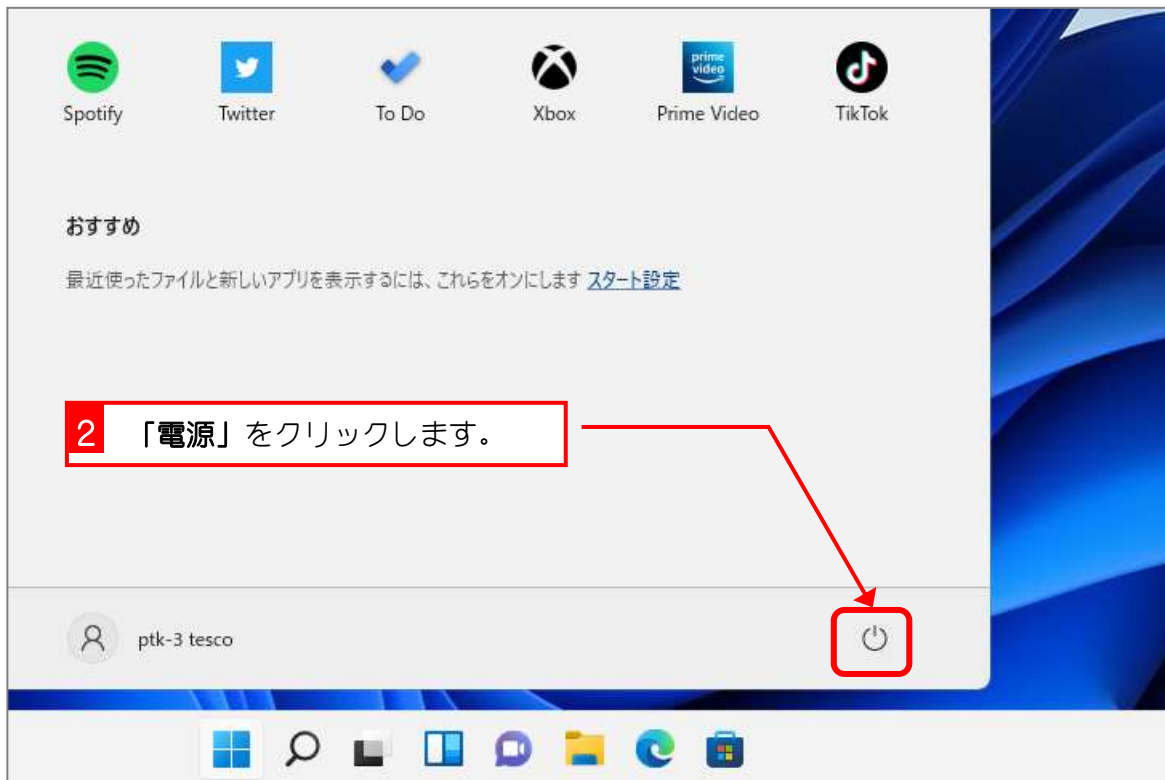 prime
video
Spotify Twitter To Do Xbox Prime Video TikTok
おすすめ
最近使ったファイルと新しいアプリを表示するには、これらをオンにします スタート設定
2 「電源」をクリックします。
ptk-3 tesco